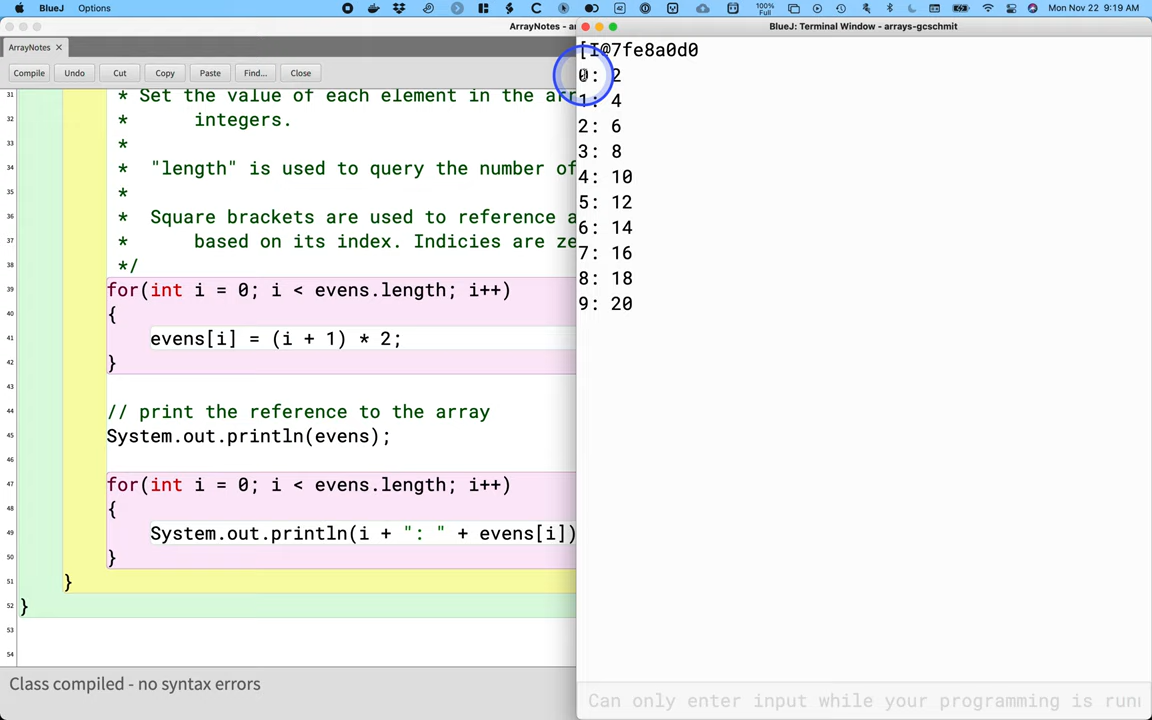 BlueJ Options
42
100%
Full
Mon Nov 22 9:19 AM
ArrayNotes - ar
BlueJ: Terminal Window - arrays-gcschmit
ArrayNotes ×
Compile Undo Cut Copy Paste Find... Close
31 * Set the value of each element in the arr
32 * integers.
33 *
34 * "length" is used to query the number of
35 *
36 * Square brackets are used to reference a
37 * based on its index. Indicies are ze
38 */
39 for(int i = 0; i < evens.length; i++)
40 {
41 evens[i] = (i + 1) * 2;
42 }
43
44 // print the reference to the array
45 System.out.println(evens);
46
47 for(int i = 0; i < evens.length; i++)
48 {
49 System.out.println(i + ": " + evens[i])
50 }
51 }
52 }
53
54
Class compiled - no syntax errors
[I@7fe8a0d0
0: 2
1: 4
2: 6
3: 8
4: 10
5: 12
6: 14
7: 16
8: 18
9: 20
Can only enter input while your programming is runn